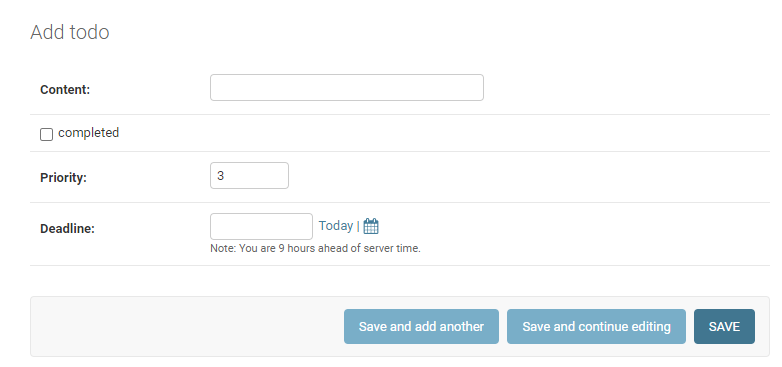 Add todo
Content:
completed
Priority: 3
Deadline: Today |
Note: You are 9 hours ahead of server time.
Save and add another Save and continue editing SAVE